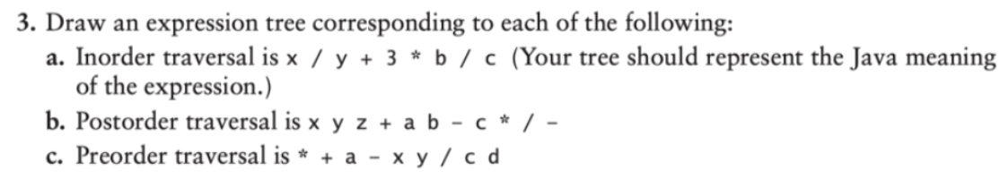 3. Draw an expression tree corresponding to each of the following:
a. Inorder traversal is x / y + 3 * b / c (Your tree should represent the Java meaning
of the expression.)
b. Postorder traversal is x y z + a b - c * / -
c. Preorder traversal is * + a - x y / c d